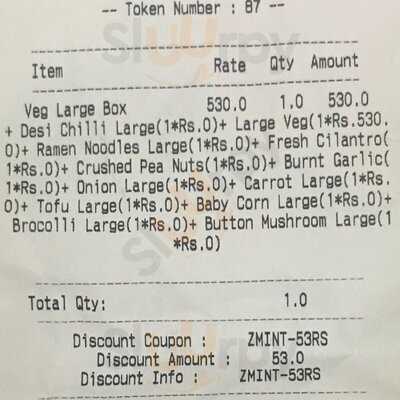 -- Token Number : 87 --
Item Rate Qty Amount
Veg Large Box 530.0 1.0 530.0
+ Desi Chilli Large(1*Rs.0)+ Large Veg(1*Rs.530.
0)+ Ramen Noodles Large(1*Rs.0)+ Fresh Cilantro(
1*Rs.0)+ Crushed Pea Nuts(1*Rs.0)+ Burnt Garlic(
1*Rs.0)+ Onion Large(1*Rs.0)+ Carrot Large(1*Rs.
0)+ Tofu Large(1*Rs.0)+ Baby Corn Large(1*Rs.0)+
Brocolli Large(1*Rs.0)+ Button Mushroom Large(1
*Rs.0)
Total Qty: 1.0
Discount Coupon : ZMINT-53RS
Discount Amount : 53.0
Discount Info : ZMINT-53RS
Sluurpy
Sluurpy